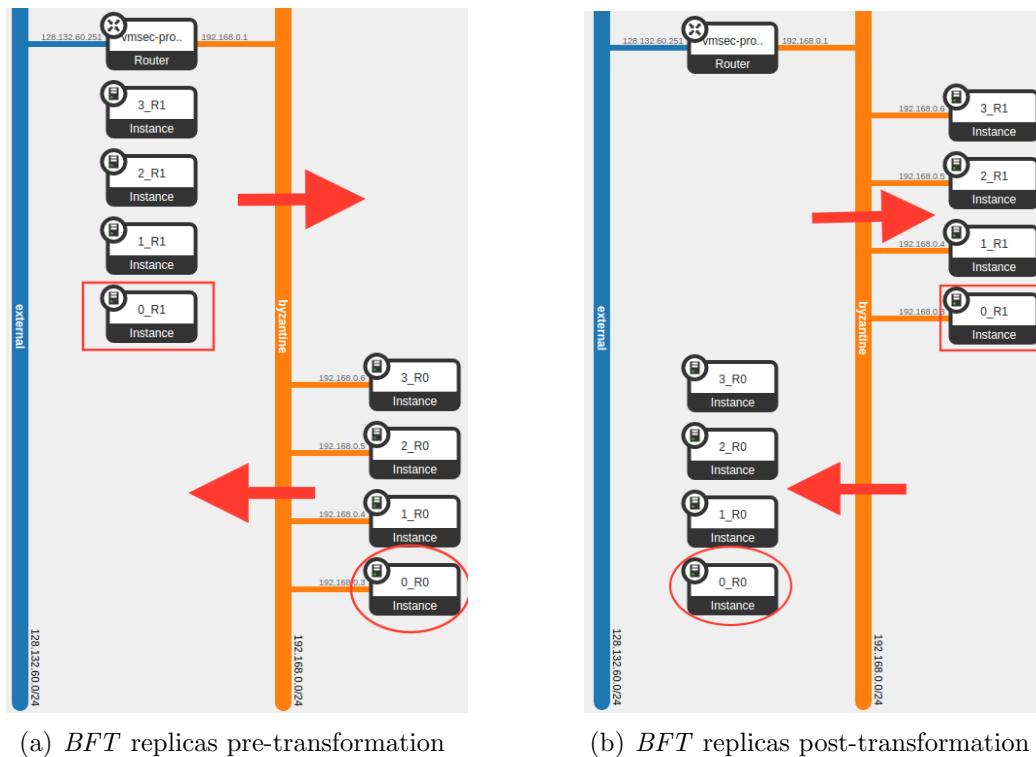 128.132.60.251
vmsec-pro..
192.168.0.1
Router
3_R1
Instance
2_R1
Instance
1_R1
Instance
0_R1
Instance
external
byzantine
192.168.0.6
3_R0
Instance
192.168.0.5
2_R0
Instance
192.168.0.4
1_R0
Instance
192.168.0.3
0_R0
Instance
128.132.60.0/24
192.168.0.0/24
(a) BFT replicas pre-transformation
128.132.60.251
vmsec-pro..
192.168.0.1
Router
192.168.0.6
3_R1
Instance
192.168.0.5
2_R1
Instance
192.168.0.4
1_R1
Instance
192.168.0.3
0_R1
Instance
external
byzantine
3_R0
Instance
2_R0
Instance
1_R0
Instance
0_R0
Instance
128.132.60.0/24
192.168.0.0/24
(b) BFT replicas post-transformation